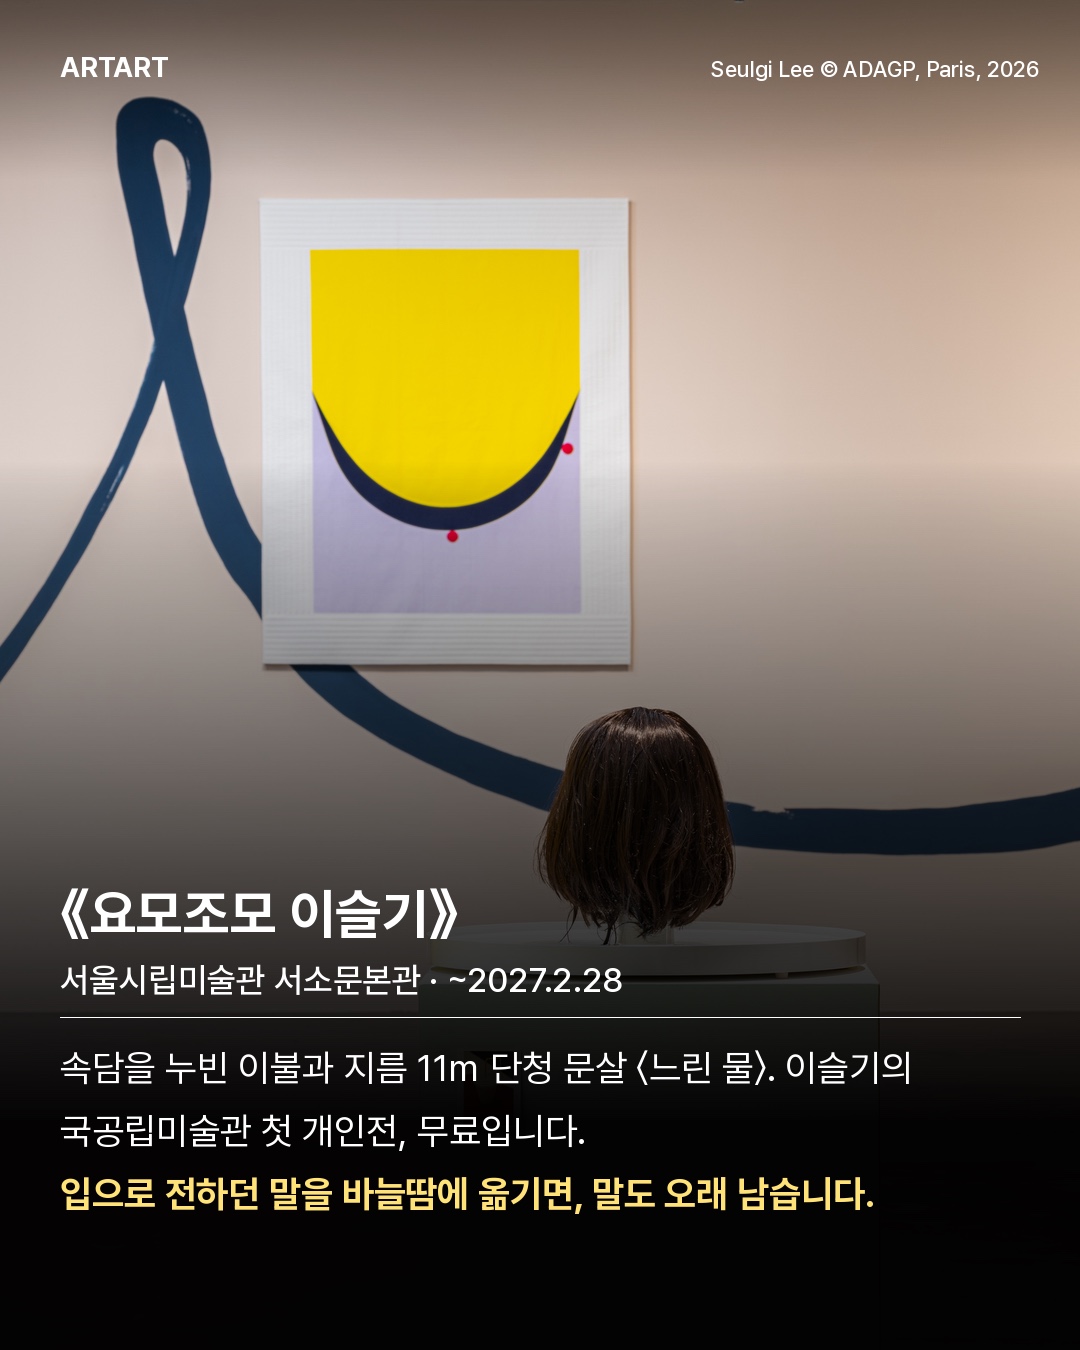 ARTART
Seulgi Lee © ADAGP, Paris, 2026
《요모조모 이슬기》
서울시립미술관 서소문본관 · ~2027.2.28
속담을 누빈 이불과 지름 11m 단청 문살 〈느린 물〉. 이슬기의
국공립미술관 첫 개인전, 무료입니다.
입으로 전하던 말을 바늘땀에 옮기면, 말도 오래 남습니다.